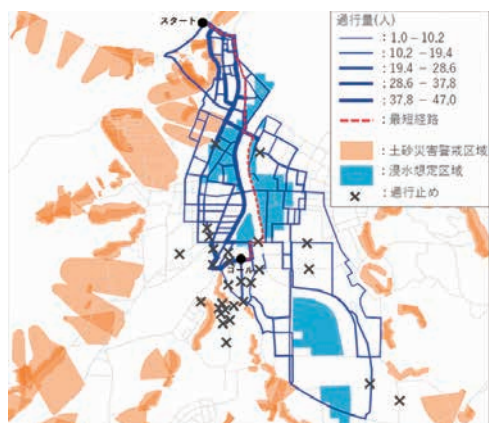 スタート
通行量(人)
: 1.0 – 10.2
: 10.2 – 19.4
: 19.4 – 28.6
: 28.6 – 37.8
: 37.8 – 47.0
: 最短経路
: 土砂災害警戒区域
: 浸水想定区域
: 通行止め
ゴール